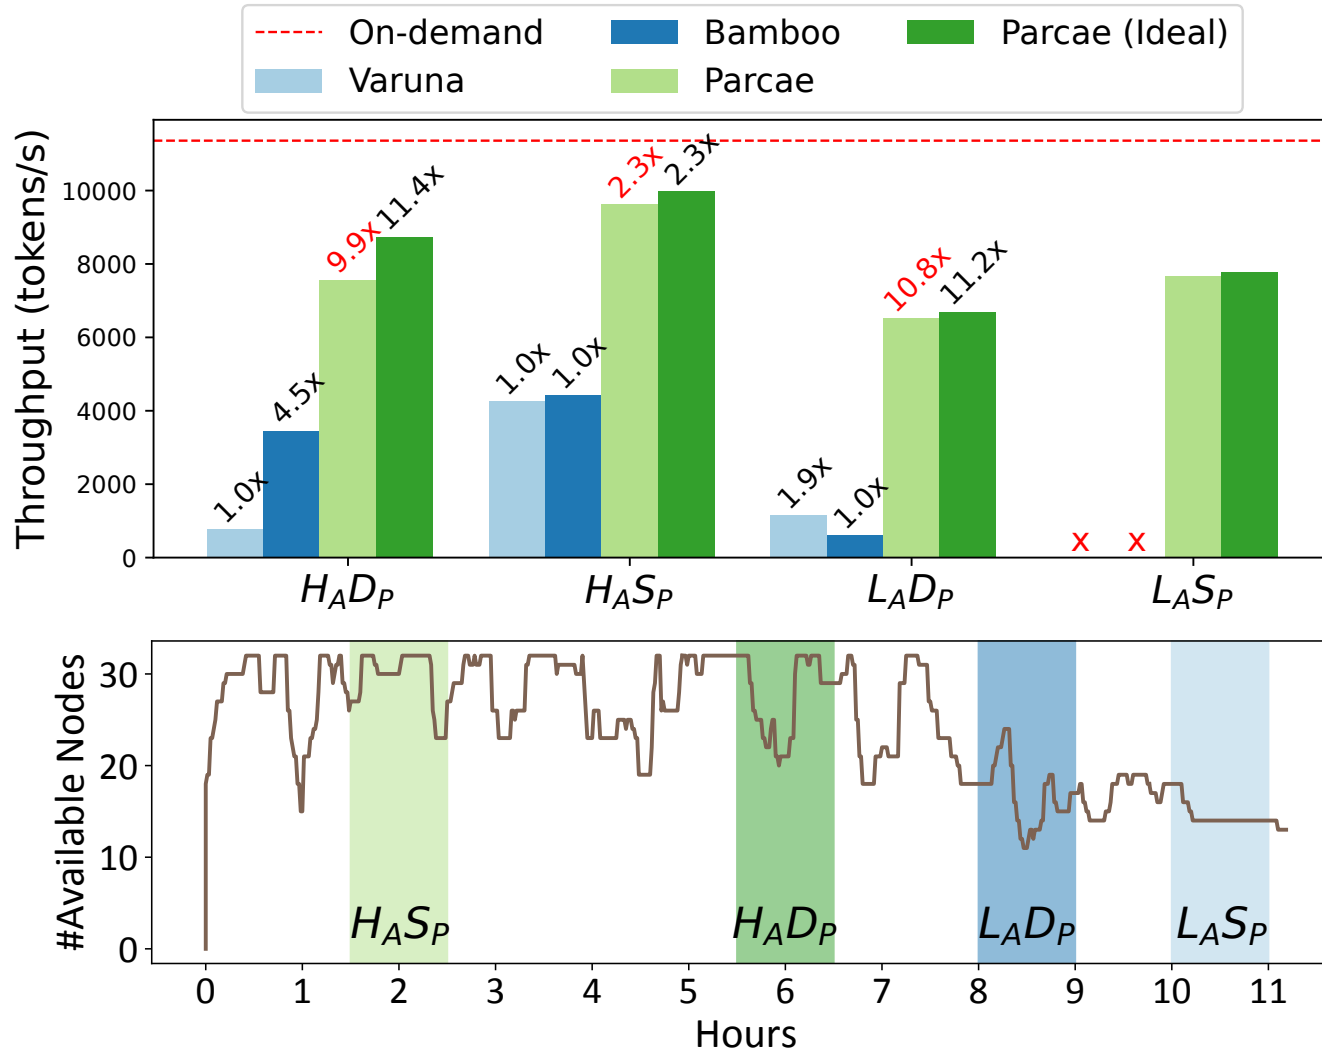 On-demand Bamboo Parcae (Ideal)
Varuna Parcae
Throughput (tokens/s)
10000
8000
6000
4000
2000
0
1.0x 4.5x 9.9x 11.4x
1.0x 1.0x 2.3x 2.3x
1.9x 1.0x 10.8x 11.2x
x x
H_A D_P H_A S_P L_A D_P L_A S_P
#Available Nodes
30
20
10
0
H_A S_P H_A D_P L_A D_P L_A S_P
0 1 2 3 4 5 6 7 8 9 10 11
Hours